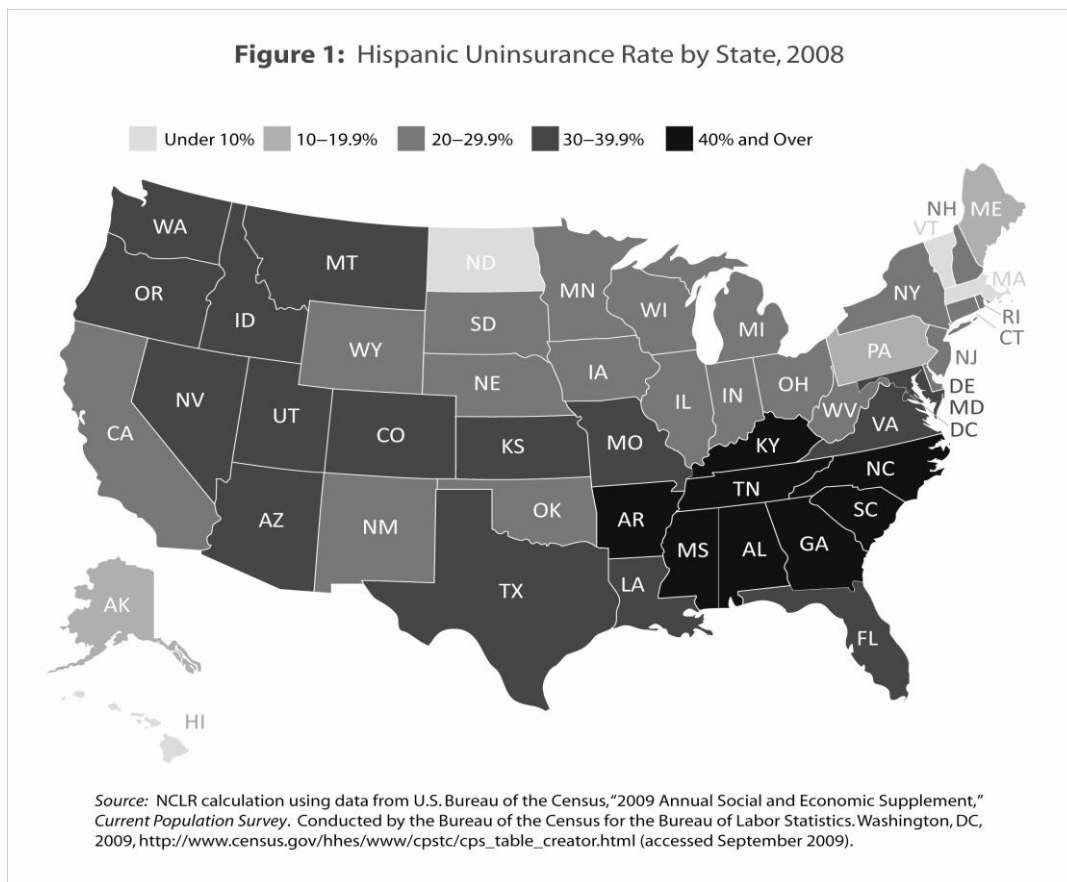 Figure 1: Hispanic Uninsurance Rate by State, 2008
Under 10% 10–19.9% 20–29.9% 30–39.9% 40% and Over
WA
MT
ND
MN
VT
NH
ME
OR
ID
SD
WI
MI
NY
MA
RI
CT
WY
NE
IA
PA
NJ
NV
UT
CO
KS
MO
IL
IN
OH
WV
VA
DE
MD
DC
CA
KY
NC
AZ
NM
OK
AR
TN
SC
MS
AL
GA
TX
LA
FL
AK
HI
Source: NCLR calculation using data from U.S. Bureau of the Census, “2009 Annual Social and Economic Supplement,”
Current Population Survey. Conducted by the Bureau of the Census for the Bureau of Labor Statistics. Washington, DC,
2009, http://www.census.gov/hhes/www/cpstc/cps_table_creator.html (accessed September 2009).